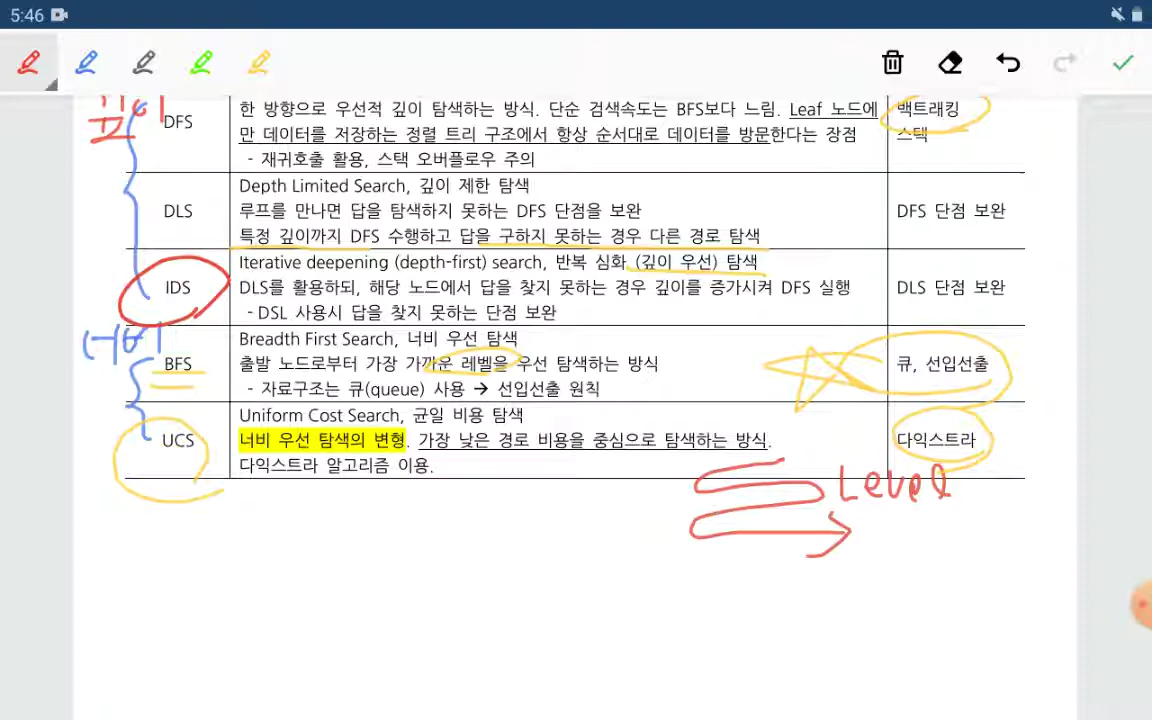 5:46
깊이
DFS
한 방향으로 우선적 깊이 탐색하는 방식. 단순 검색속도는 BFS보다 느림. Leaf 노드에
만 데이터를 저장하는 정렬 트리 구조에서 항상 순서대로 데이터를 방문한다는 장점
- 재귀호출 활용, 스택 오버플로우 주의
백트래킹
스택
DLS
Depth Limited Search, 깊이 제한 탐색
루프를 만나면 답을 탐색하지 못하는 DFS 단점을 보완
특정 깊이까지 DFS 수행하고 답을 구하지 못하는 경우 다른 경로 탐색
DFS 단점 보완
IDS
Iterative deepening (depth-first) search, 반복 심화 (깊이 우선) 탐색
DLS를 활용하되, 해당 노드에서 답을 찾지 못하는 경우 깊이를 증가시켜 DFS 실행
- DSL 사용시 답을 찾지 못하는 단점 보완
DLS 단점 보완
너비
BFS
Breadth First Search, 너비 우선 탐색
출발 노드로부터 가장 가까운 레벨을 우선 탐색하는 방식
- 자료구조는 큐(queue) 사용 → 선입선출 원칙
큐, 선입선출
UCS
Uniform Cost Search, 균일 비용 탐색
너비 우선 탐색의 변형. 가장 낮은 경로 비용을 중심으로 탐색하는 방식.
다익스트라 알고리즘 이용.
다익스트라
Level